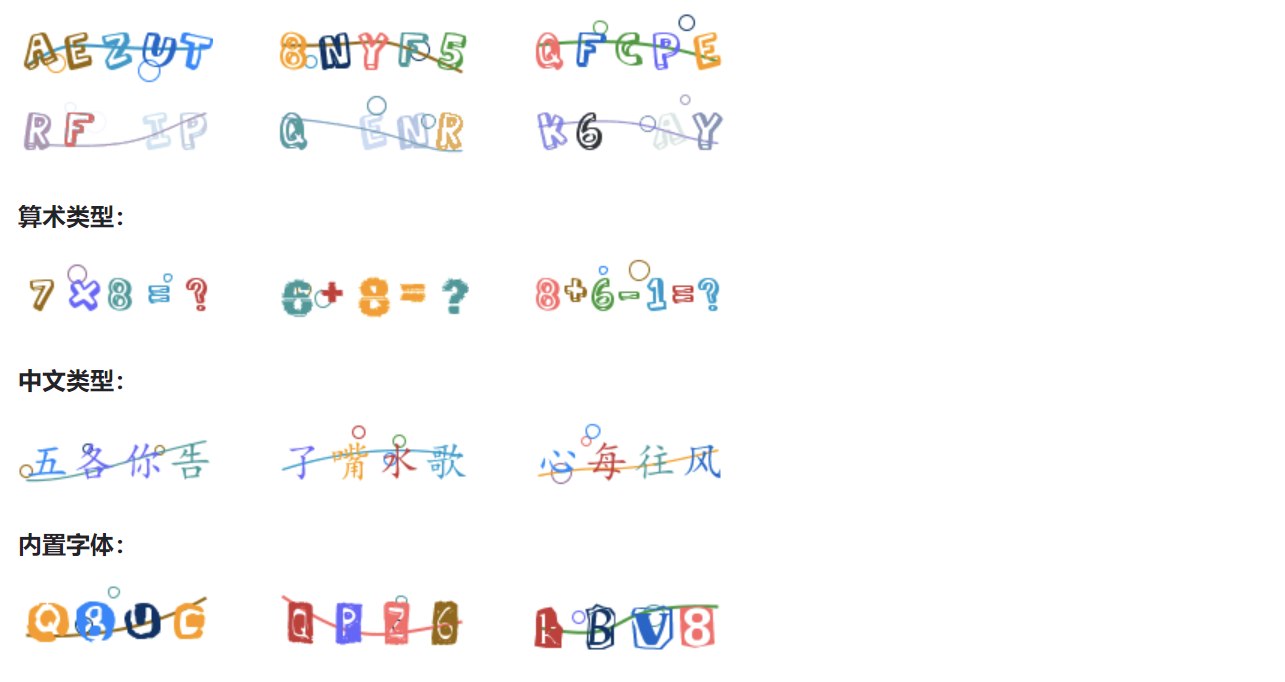 AEZUT 8NYF5 QFCPE
RF IP Q ENR K6 AY
算术类型：
7×8=? 6+8=? 8+6-1=?
中文类型：
五各你告 子嘴水歌 心每往风
内置字体：
Q8UC QPZ6 kBV8